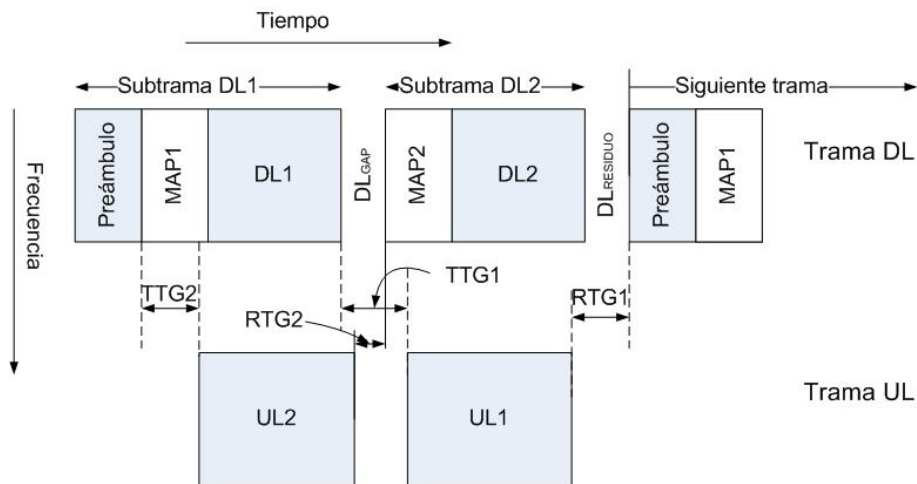 Tiempo
Subtrama DL1
Subtrama DL2
Siguiente trama
Frecuencia
Preámbulo
MAP1
DL1
DLGAP
MAP2
DL2
DLRESIDUO
Preámbulo
MAP1
Trama DL
TTG2
TTG1
RTG2
RTG1
UL2
UL1
Trama UL